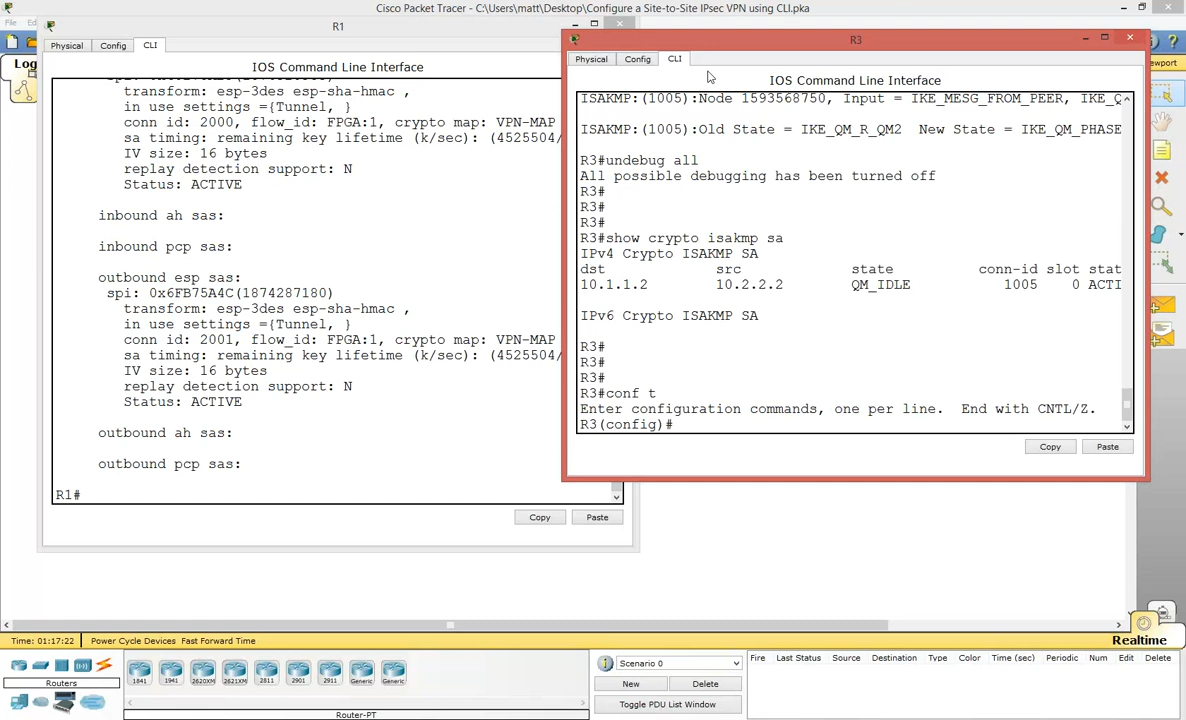 Cisco Packet Tracer - C:\Users\matt\Desktop\Configure a Site-to-Site IPsec VPN using CLI.pka
File
R1
Physical Config CLI
IOS Command Line Interface
transform: esp-3des esp-sha-hmac ,
in use settings ={Tunnel, }
conn id: 2000, flow_id: FPGA:1, crypto map: VPN-MAP
sa timing: remaining key lifetime (k/sec): (4525504/
IV size: 16 bytes
replay detection support: N
Status: ACTIVE
inbound ah sas:
inbound pcp sas:
outbound esp sas:
spi: 0x6FB75A4C(1874287180)
transform: esp-3des esp-sha-hmac ,
in use settings ={Tunnel, }
conn id: 2001, flow_id: FPGA:1, crypto map: VPN-MAP
sa timing: remaining key lifetime (k/sec): (4525504/
IV size: 16 bytes
replay detection support: N
Status: ACTIVE
outbound ah sas:
outbound pcp sas:
R1#
Copy Paste
R3
Physical Config CLI
IOS Command Line Interface
ISAKMP:(1005):Node 1593568750, Input = IKE_MESG_FROM_PEER, IKE_Q
ISAKMP:(1005):Old State = IKE_QM_R_QM2  New State = IKE_QM_PHASE
R3#undebug all
All possible debugging has been turned off
R3#
R3#
R3#
R3#show crypto isakmp sa
IPv4 Crypto ISAKMP SA
dst src state conn-id slot stat
10.1.1.2 10.2.2.2 QM_IDLE 1005 0 ACTI
IPv6 Crypto ISAKMP SA
R3#
R3#
R3#
R3#conf t
Enter configuration commands, one per line.  End with CNTL/Z.
R3(config)#
Copy Paste
Time: 01:17:22 Power Cycle Devices Fast Forward Time
Realtime
Routers
1841 1941 2620XM 2621XM 2811 2901 2911 Generic Generic
Router-PT
Scenario 0
New Delete
Toggle PDU List Window
Fire Last Status Source Destination Type Color Time (sec) Periodic Num Edit Delete